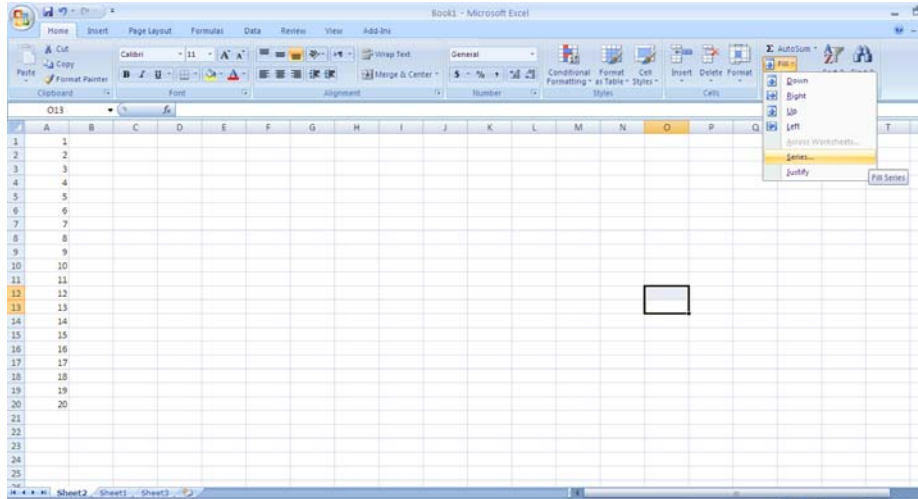 Book1 - Microsoft Excel
Home Insert Page Layout Formulas Data Review View Add-Ins
Paste
Cut
Copy
Format Painter
Clipboard
Calibri 11 A A
B I U A
Font
Wrap Text
Merge & Center
Alignment
General
$ % ,
Number
Conditional Formatting
Format as Table
Cell Styles
Styles
Insert Delete Format
Cells
Σ AutoSum
Fill
Down
Right
Up
Left
Across Worksheets...
Series...
Justify
Fill Series
O13 fx
A B C D E F G H I J K L M N O P Q T
1 1
2 2
3 3
4 4
5 5
6 6
7 7
8 8
9 9
10 10
11 11
12 12
13 13
14 14
15 15
16 16
17 17
18 18
19 19
20 20
21
22
23
24
25
Sheet2 Sheet1 Sheet3